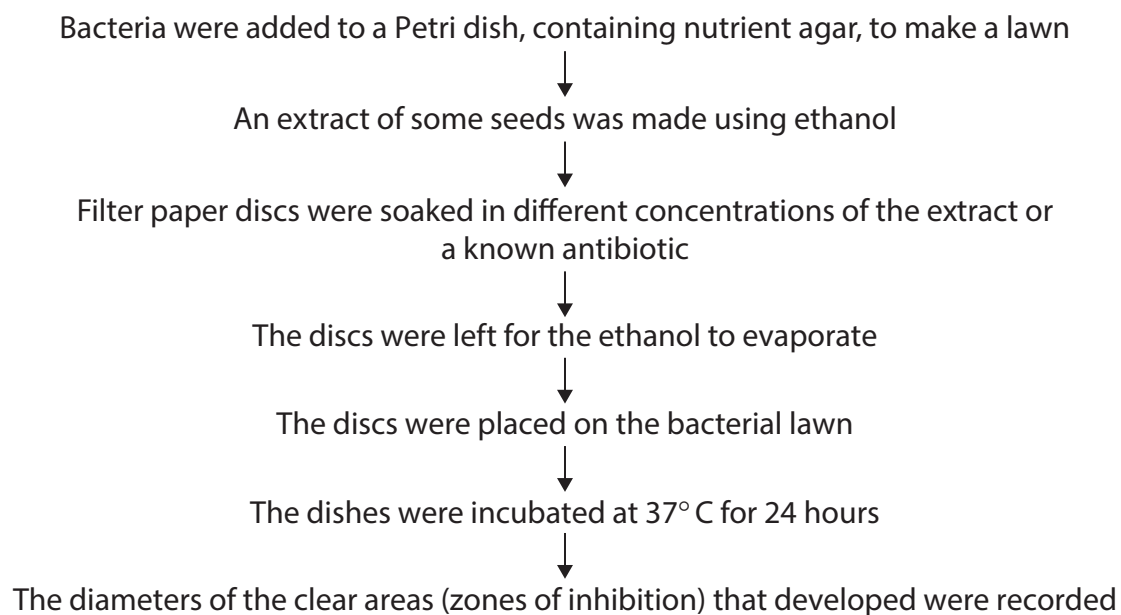 Bacteria were added to a Petri dish, containing nutrient agar, to make a lawn
An extract of some seeds was made using ethanol
Filter paper discs were soaked in different concentrations of the extract or
a known antibiotic
The discs were left for the ethanol to evaporate
The discs were placed on the bacterial lawn
The dishes were incubated at 37° C for 24 hours
The diameters of the clear areas (zones of inhibition) that developed were recorded